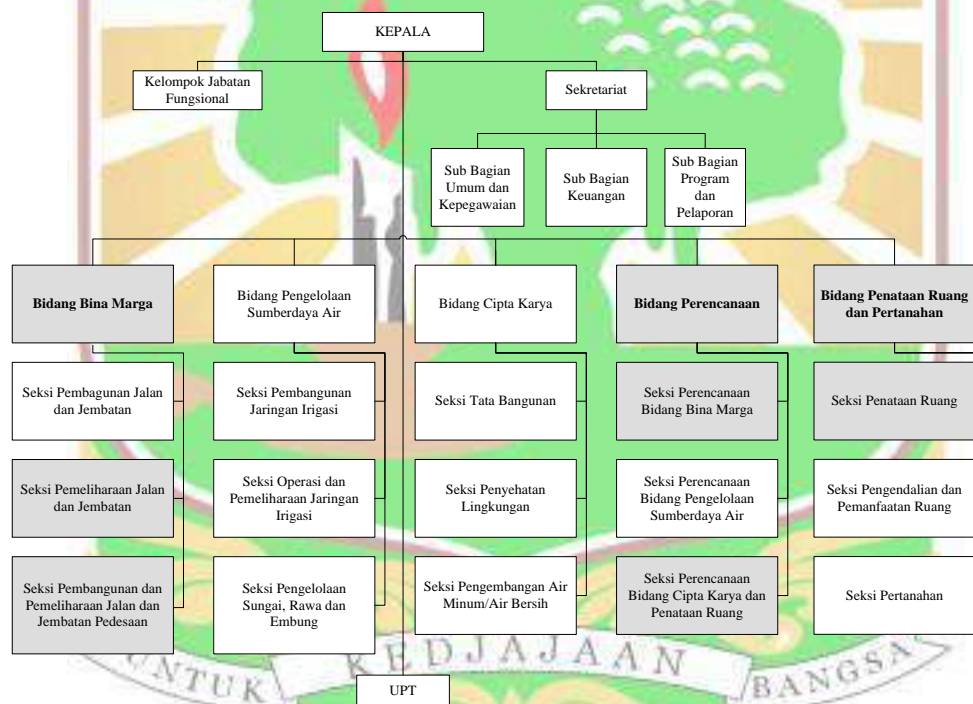 KEPALA
Kelompok Jabatan
Fungsional
Sekretariat
Sub Bagian
Umum dan
Kepegawaian
Sub Bagian
Keuangan
Sub Bagian
Program
dan
Pelaporan
Bidang Bina Marga
Bidang Pengelolaan
Sumberdaya Air
Bidang Cipta Karya
Bidang Perencanaan
Bidang Penataan Ruang
dan Pertanahan
Seksi Pembagunan Jalan
dan Jembatan
Seksi Pembangunan
Jaringan Irigasi
Seksi Tata Bangunan
Seksi Perencanaan
Bidang Bina Marga
Seksi Penataan Ruang
Seksi Pemeliharaan Jalan
dan Jembatan
Seksi Operasi dan
Pemeliharaan Jaringan
Irigasi
Seksi Penyehatan
Lingkungan
Seksi Perencanaan
Bidang Pengelolaan
Sumberdaya Air
Seksi Pengendalian dan
Pemanfaatan Ruang
Seksi Pembangunan dan
Pemeliharaan Jalan dan
Jembatan Pedesaan
Seksi Pengelolaan
Sungai, Rawa dan
Embung
Seksi Pengembangan Air
Minum/Air Bersih
Seksi Perencanaan
Bidang Cipta Karya dan
Penataan Ruang
Seksi Pertanahan
UNTUK KEDJAJAAN BANGSA
UPT